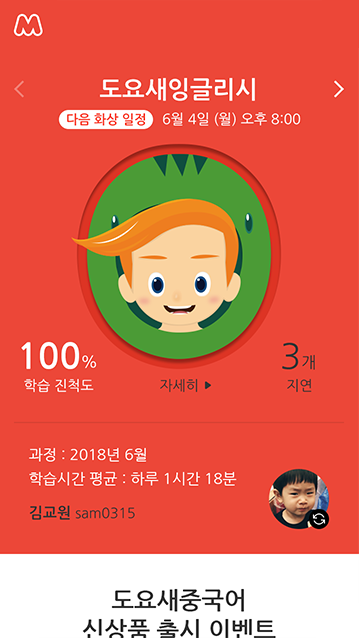 도요새잉글리시
다음 화상 일정 6월 4일 (월) 오후 8:00
100% 3개
학습 진척도 자세히 ▶ 지연
과정 : 2018년 6월
학습시간 평균 : 하루 1시간 18분
김교원 sam0315
도요새중국어
신상품 출시 이벤트